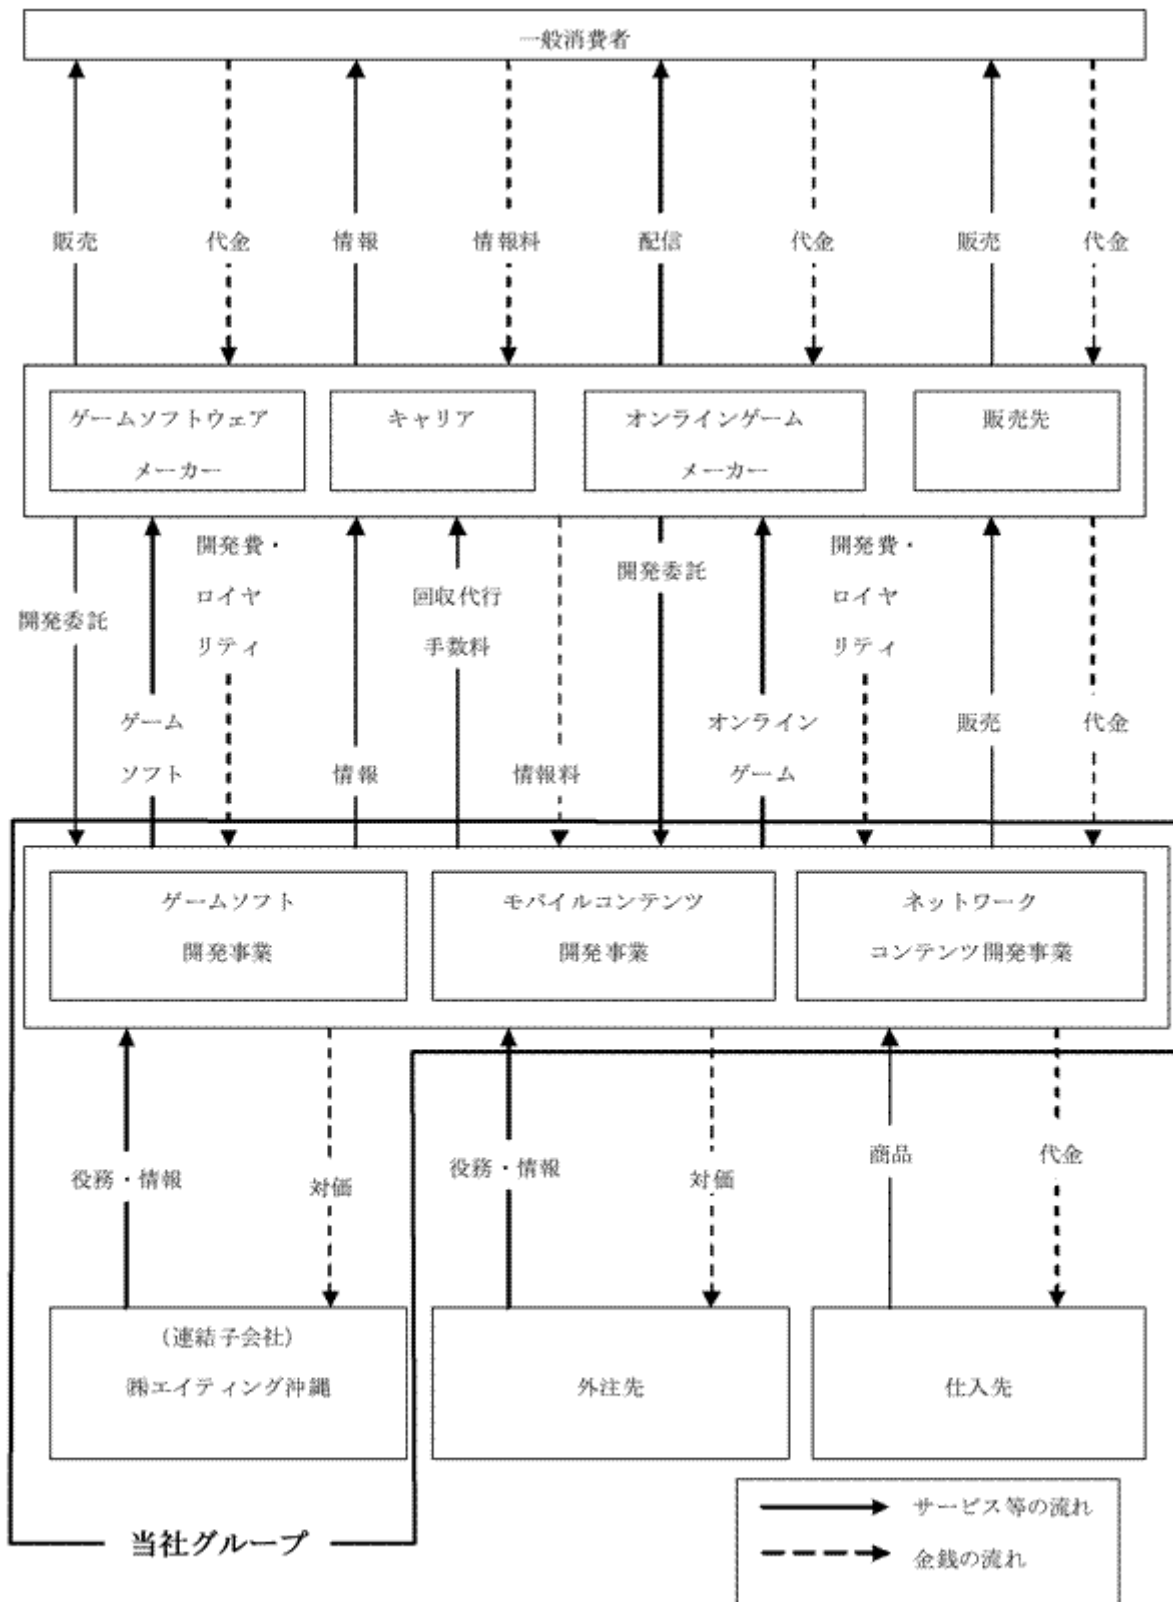 一般消費者
販売
代金
情報
情報料
配信
代金
販売
代金
ゲームソフトウェア
メーカー
キャリア
オンラインゲーム
メーカー
販売先
開発委託
ゲーム
ソフト
開発費・
ロイヤ
リティ
情報
回収代行
手数料
情報料
開発委託
オンライン
ゲーム
開発費・
ロイヤ
リティ
販売
代金
ゲームソフト
開発事業
モバイルコンテンツ
開発事業
ネットワーク
コンテンツ開発事業
役務・情報
対価
役務・情報
対価
商品
代金
(連結子会社)
㈱エイティング沖縄
外注先
仕入先
当社グループ
サービス等の流れ
金銭の流れ